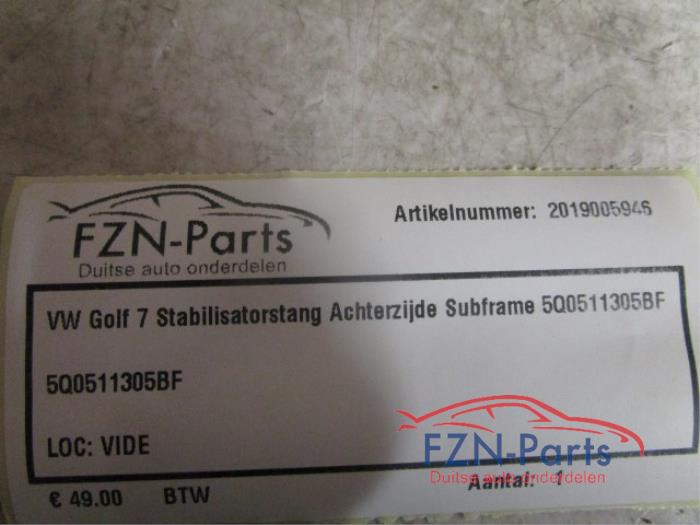 FZN-Parts
Duitse auto onderdelen
Artikelnummer: 2019005946
VW Golf 7 Stabilisatorstang Achterzijde Subframe 5Q0511305BF
5Q0511305BF
LOC: VIDE
€ 49.00 BTW
Aantal: 1
FZN-Parts
Duitse auto onderdelen